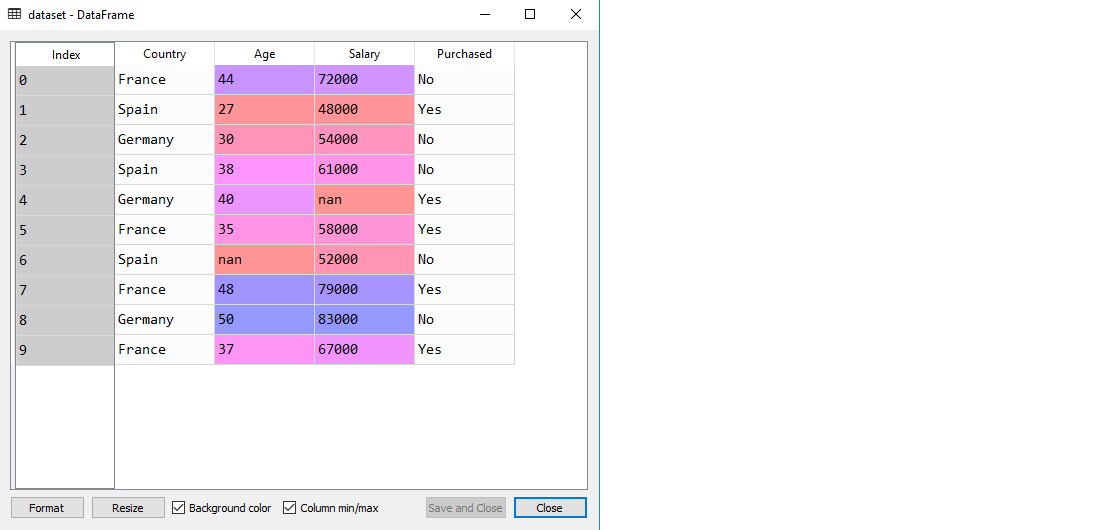 dataset - DataFrame
Index Country Age Salary Purchased
0 France 44 72000 No
1 Spain 27 48000 Yes
2 Germany 30 54000 No
3 Spain 38 61000 No
4 Germany 40 nan Yes
5 France 35 58000 Yes
6 Spain nan 52000 No
7 France 48 79000 Yes
8 Germany 50 83000 No
9 France 37 67000 Yes
Format Resize Background color Column min/max Save and Close Close